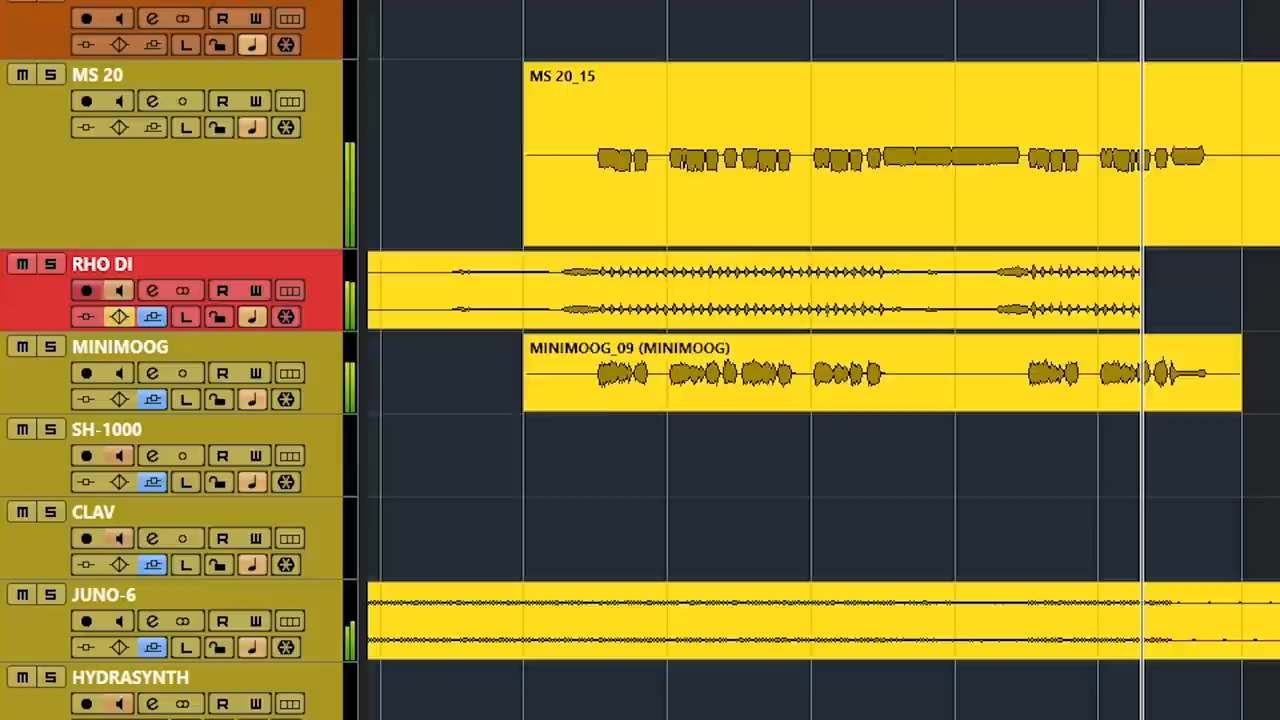 R W
L
M S MS 20
e R W
L
MS 20_15
M S RHO DI
e R W
L
M S MINIMOOG
e R W
L
MINIMOOG_09 (MINIMOOG)
M S SH-1000
e R W
L
M S CLAV
e R W
L
M S JUNO-6
e R W
L
M S HYDRASYNTH
e R W